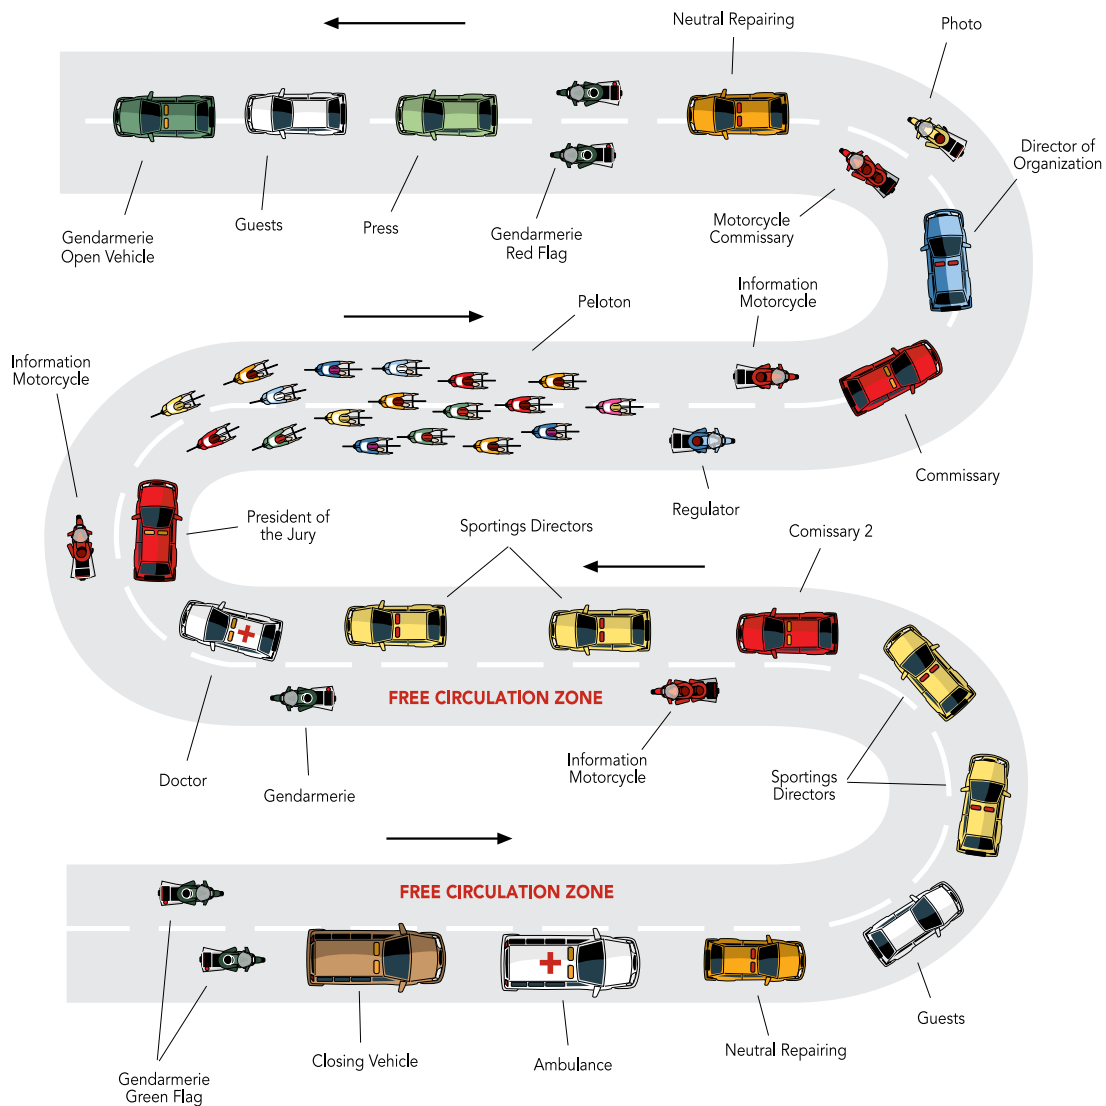 Neutral Repairing
Photo
Director of
Organization
Gendarmerie
Open Vehicle
Guests
Press
Gendarmerie
Red Flag
Motorcycle
Commissary
Information
Motorcycle
Peloton
Information
Motorcycle
Commissary
Regulator
President of
the Jury
Sportings Directors
Comissary 2
FREE CIRCULATION ZONE
Doctor
Gendarmerie
Information
Motorcycle
Sportings
Directors
FREE CIRCULATION ZONE
Guests
Neutral Repairing
Ambulance
Closing Vehicle
Gendarmerie
Green Flag